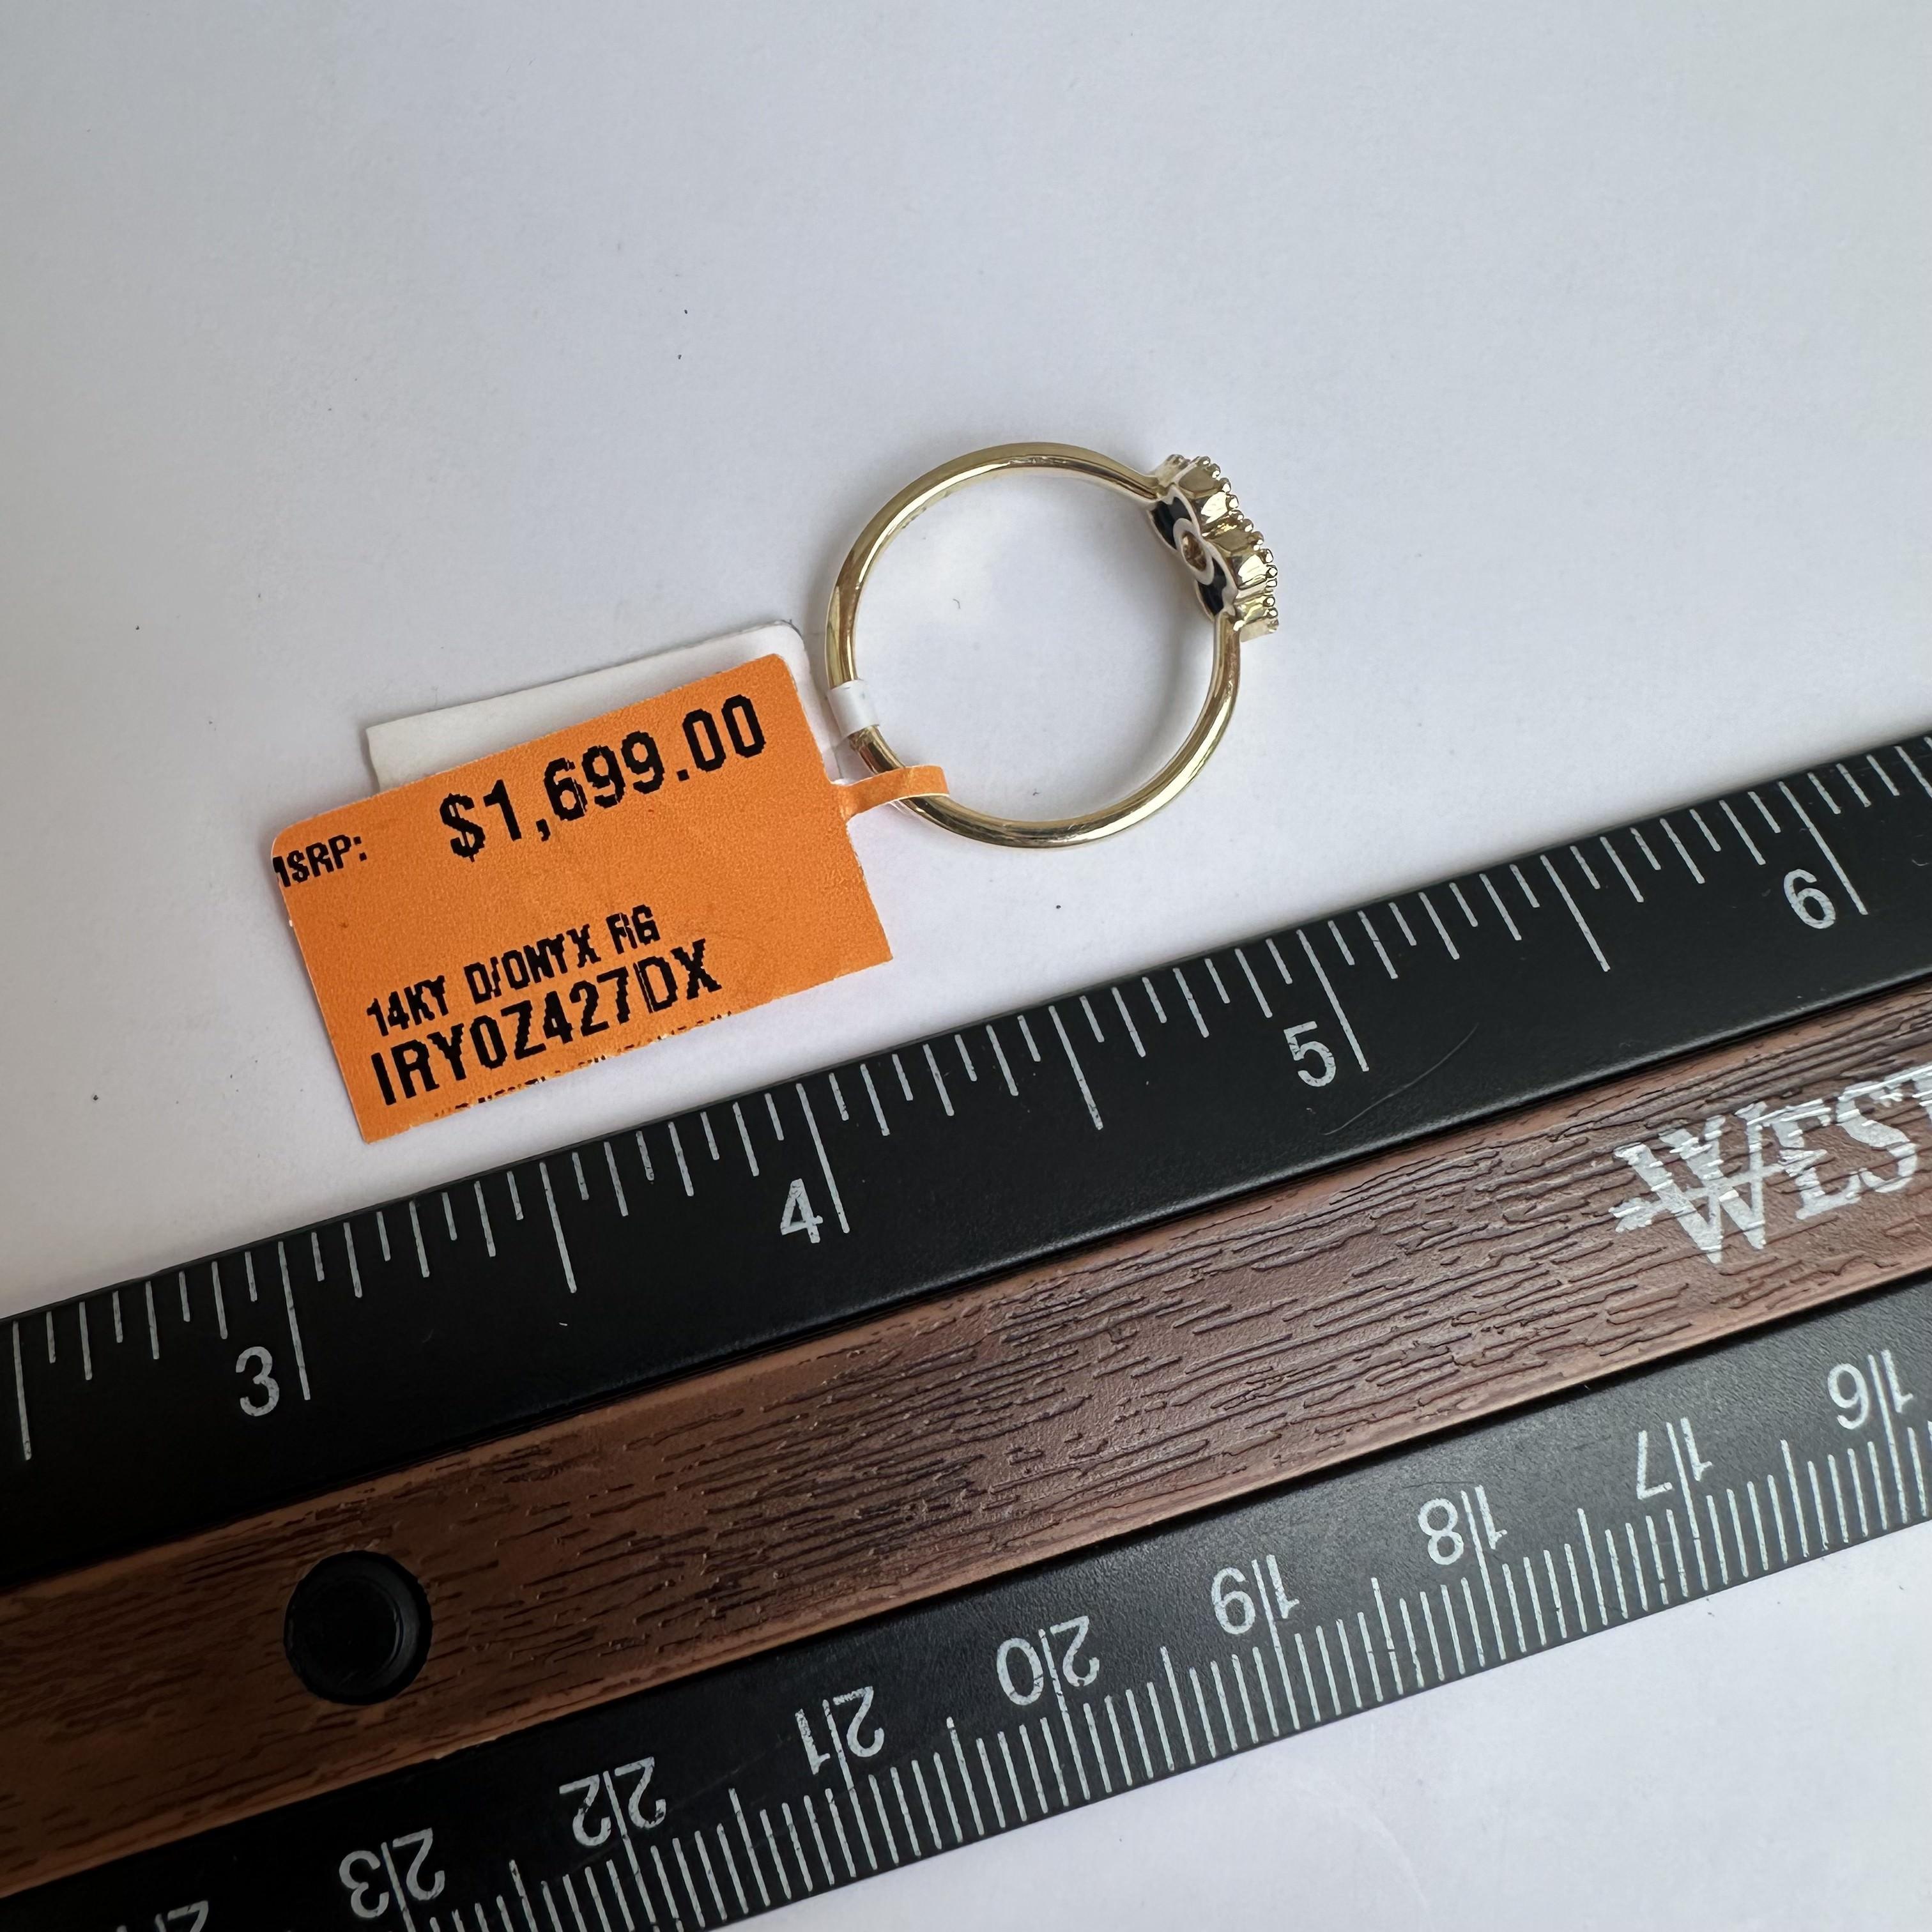 $1,699.00
MSRP:
14KY D/ONYX RG
IRY0Z427DX
3 4 5 6
WEST
23 22 21 20 19 18 17 16